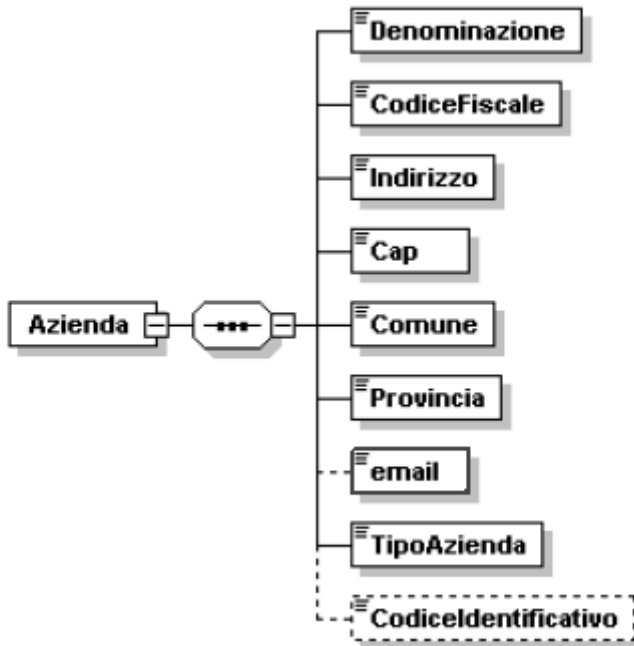 Denominazione
CodiceFiscale
Indirizzo
Cap
Azienda
Comune
Provincia
email
TipoAzienda
CodiceIdentificativo